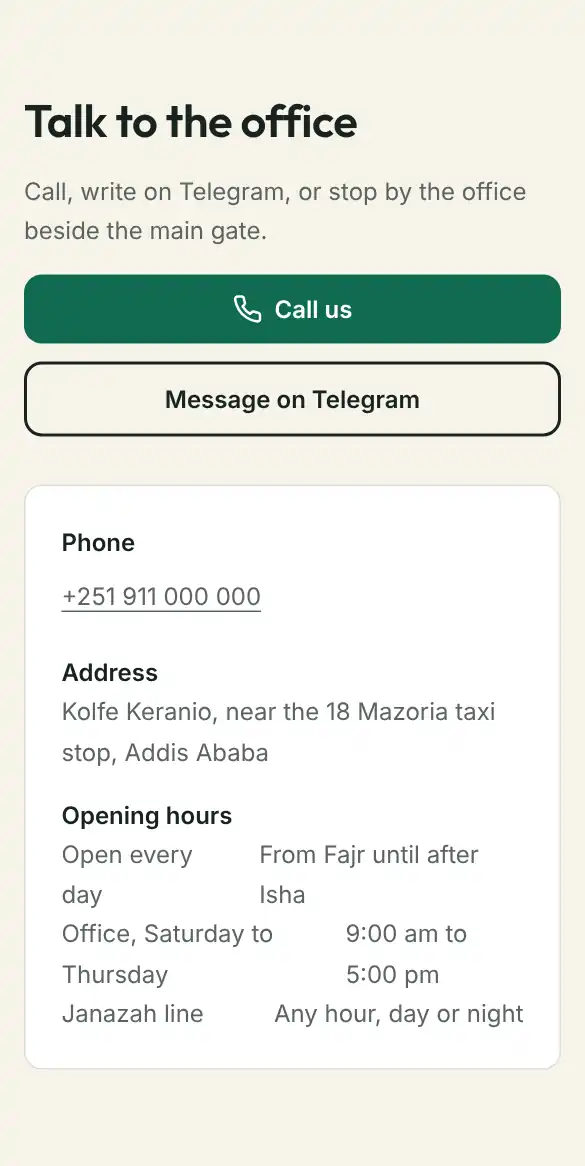 Talk to the office
Call, write on Telegram, or stop by the office
beside the main gate.
Call us
Message on Telegram
Phone
+251 911 000 000
Address
Kolfe Keranio, near the 18 Mazoria taxi
stop, Addis Ababa
Opening hours
Open every From Fajr until after
day Isha
Office, Saturday to 9:00 am to
Thursday 5:00 pm
Janazah line Any hour, day or night